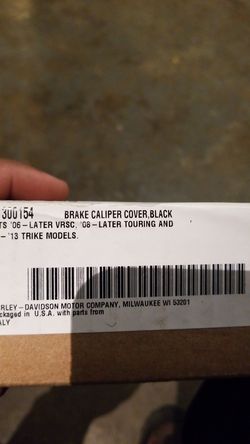 300154 BRAKE CALIPER COVER,BLACK
TS '06-LATER VRSC, '08-LATER TOURING AND
- '13 TRIKE MODELS.
RLEY-DAVIDSON MOTOR COMPANY, MILWAUKEE WI 53201
ackaged in U.S.A. with parts from
ALY